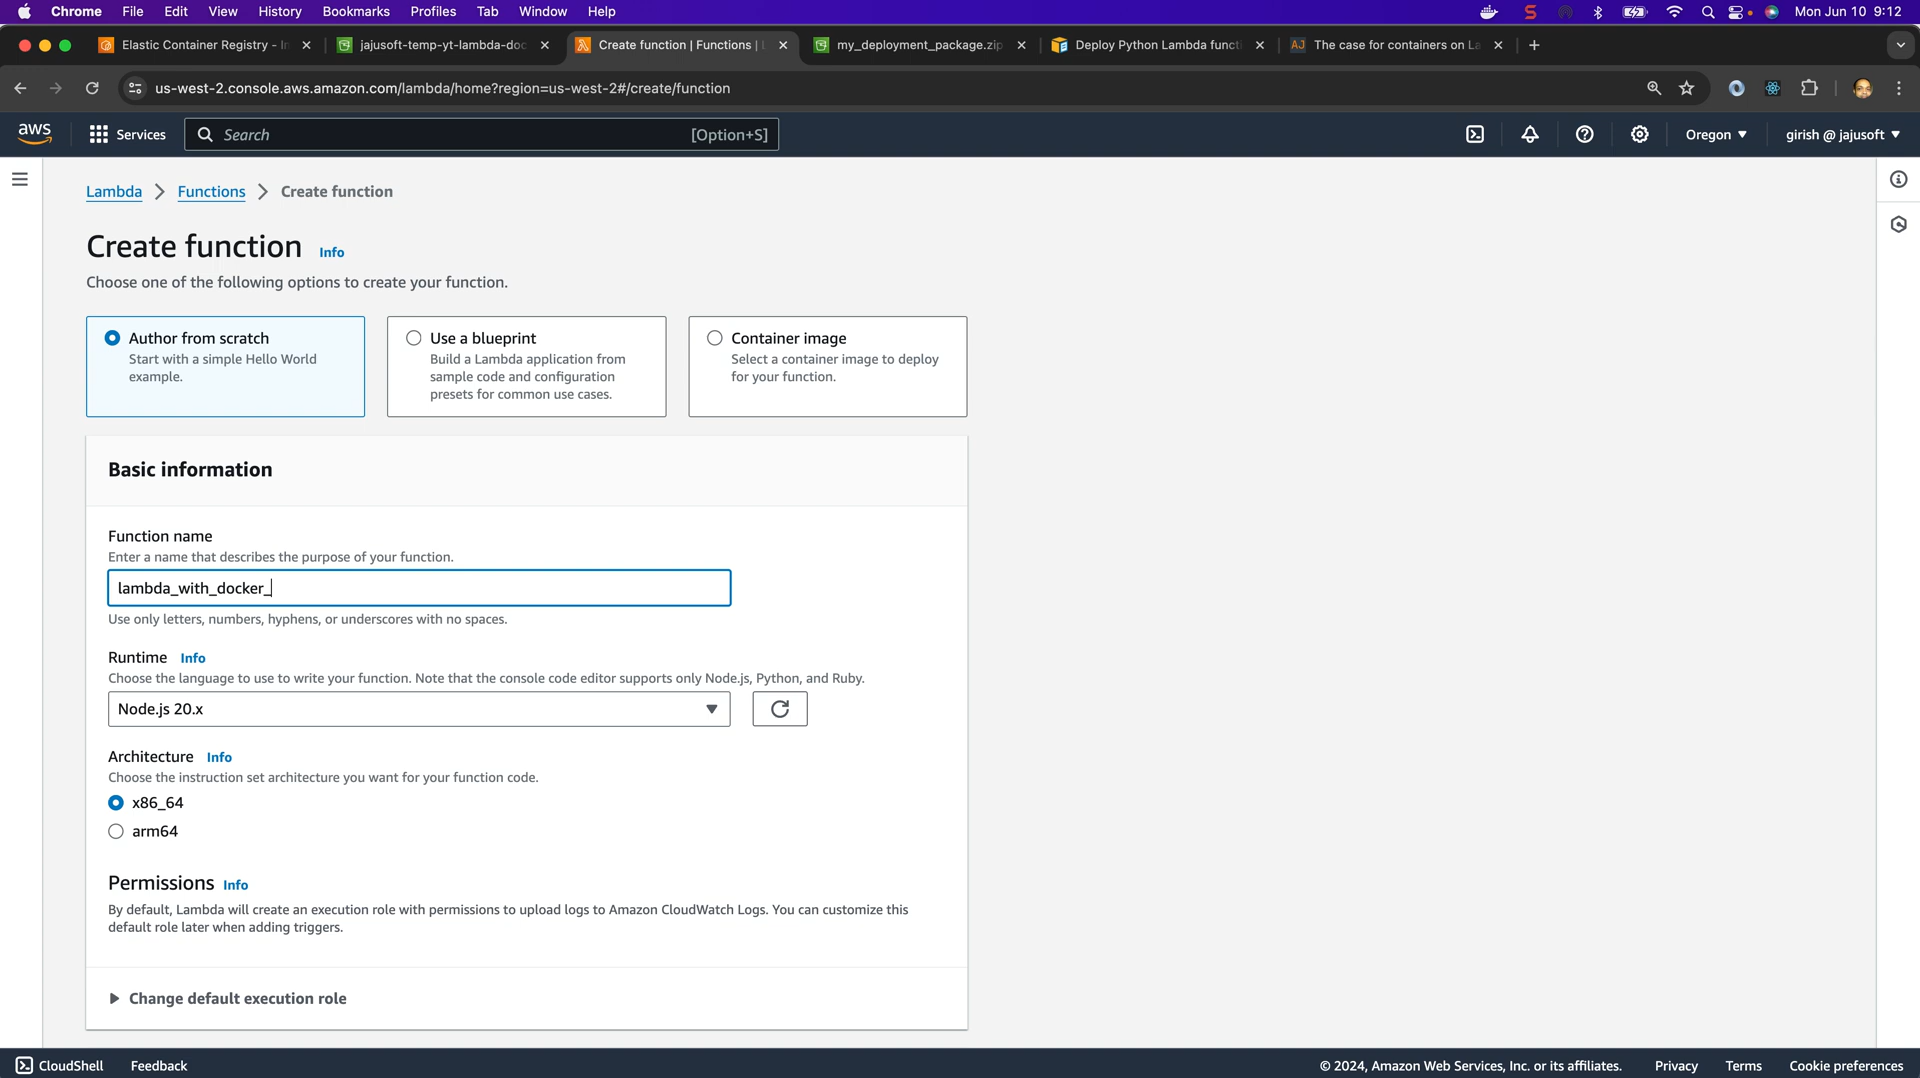 Chrome File Edit View History Bookmarks Profiles Tab Window Help
Mon Jun 10 9:12
Elastic Container Registry - In
jajusoft-temp-yt-lambda-doc
Create function | Functions | L
my_deployment_package.zip
Deploy Python Lambda functi
AJ The case for containers on La
us-west-2.console.aws.amazon.com/lambda/home?region=us-west-2#/create/function
aws Services Search [Option+S] Oregon girish @ jajusoft
Lambda Functions Create function
Create function Info
Choose one of the following options to create your function.
Author from scratch
Start with a simple Hello World
example.
Use a blueprint
Build a Lambda application from
sample code and configuration
presets for common use cases.
Container image
Select a container image to deploy
for your function.
Basic information
Function name
Enter a name that describes the purpose of your function.
lambda_with_docker_
Use only letters, numbers, hyphens, or underscores with no spaces.
Runtime Info
Choose the language to use to write your function. Note that the console code editor supports only Node.js, Python, and Ruby.
Node.js 20.x
Architecture Info
Choose the instruction set architecture you want for your function code.
x86_64
arm64
Permissions Info
By default, Lambda will create an execution role with permissions to upload logs to Amazon CloudWatch Logs. You can customize this
default role later when adding triggers.
Change default execution role
CloudShell Feedback © 2024, Amazon Web Services, Inc. or its affiliates. Privacy Terms Cookie preferences